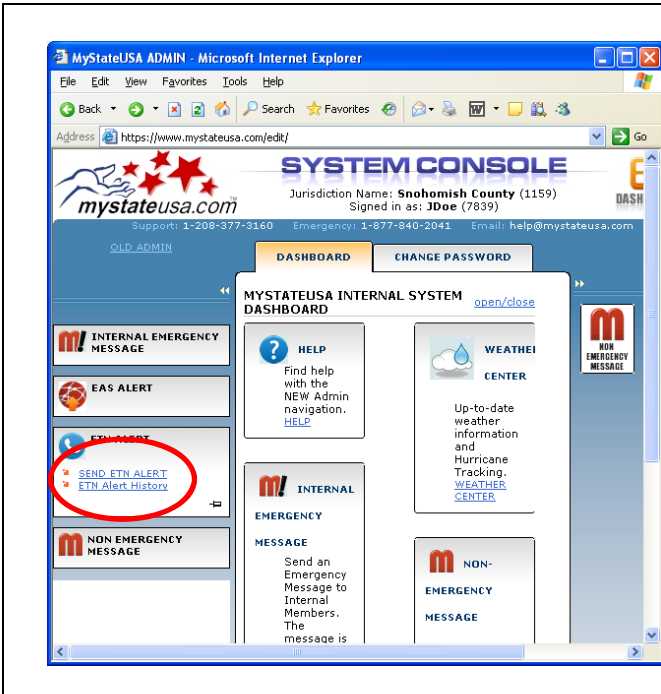 MyStateUSA ADMIN - Microsoft Internet Explorer
File Edit View Favorites Tools Help
Back Search Favorites
Address https://www.mystateusa.com/edit/ Go
mystateusa.com™
SYSTEM CONSOLE
Jurisdiction Name: Snohomish County (1159)
Signed in as: JDoe (7839)
DASH
Support: 1-208-377-3160 Emergency: 1-877-840-2041 Email: help@mystateusa.com
OLD ADMIN
DASHBOARD CHANGE PASSWORD
INTERNAL EMERGENCY
MESSAGE
EAS ALERT
ETN ALERT
SEND ETN ALERT
ETN Alert History
NON EMERGENCY
MESSAGE
MYSTATEUSA INTERNAL SYSTEM
DASHBOARD
open/close
HELP
Find help
with the
NEW Admin
navigation.
HELP
WEATHER
CENTER
Up-to-date
weather
information
and
Hurricane
Tracking.
WEATHER
CENTER
INTERNAL
EMERGENCY
MESSAGE
Send an
Emergency
Message to
Internal
Members.
The
message is
NON-
EMERGENCY
MESSAGE
NON
EMERGENCY
MESSAGE